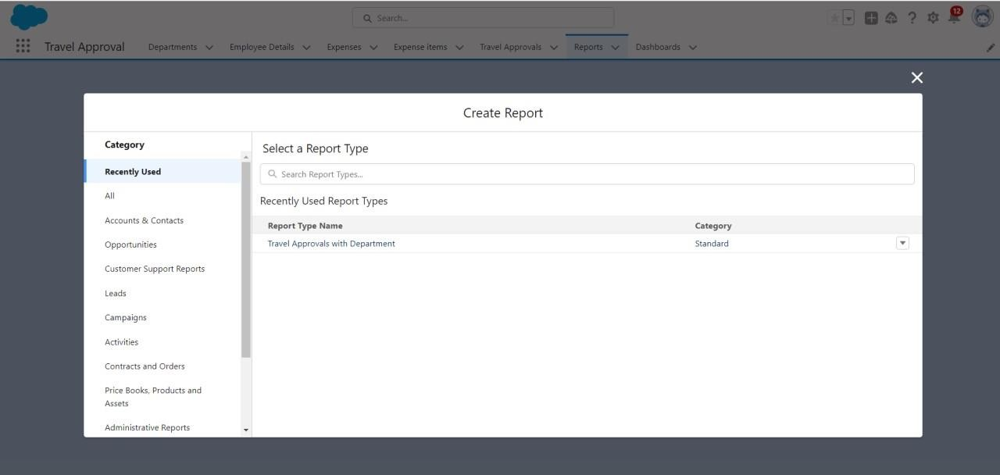 Search...
12
Travel Approval Departments Employee Details Expenses Expense items Travel Approvals Reports Dashboards
Create Report
Category
Recently Used
All
Accounts & Contacts
Opportunities
Customer Support Reports
Leads
Campaigns
Activities
Contracts and Orders
Price Books, Products and
Assets
Administrative Reports
Select a Report Type
Search Report Types...
Recently Used Report Types
Report Type Name Category
Travel Approvals with Department Standard